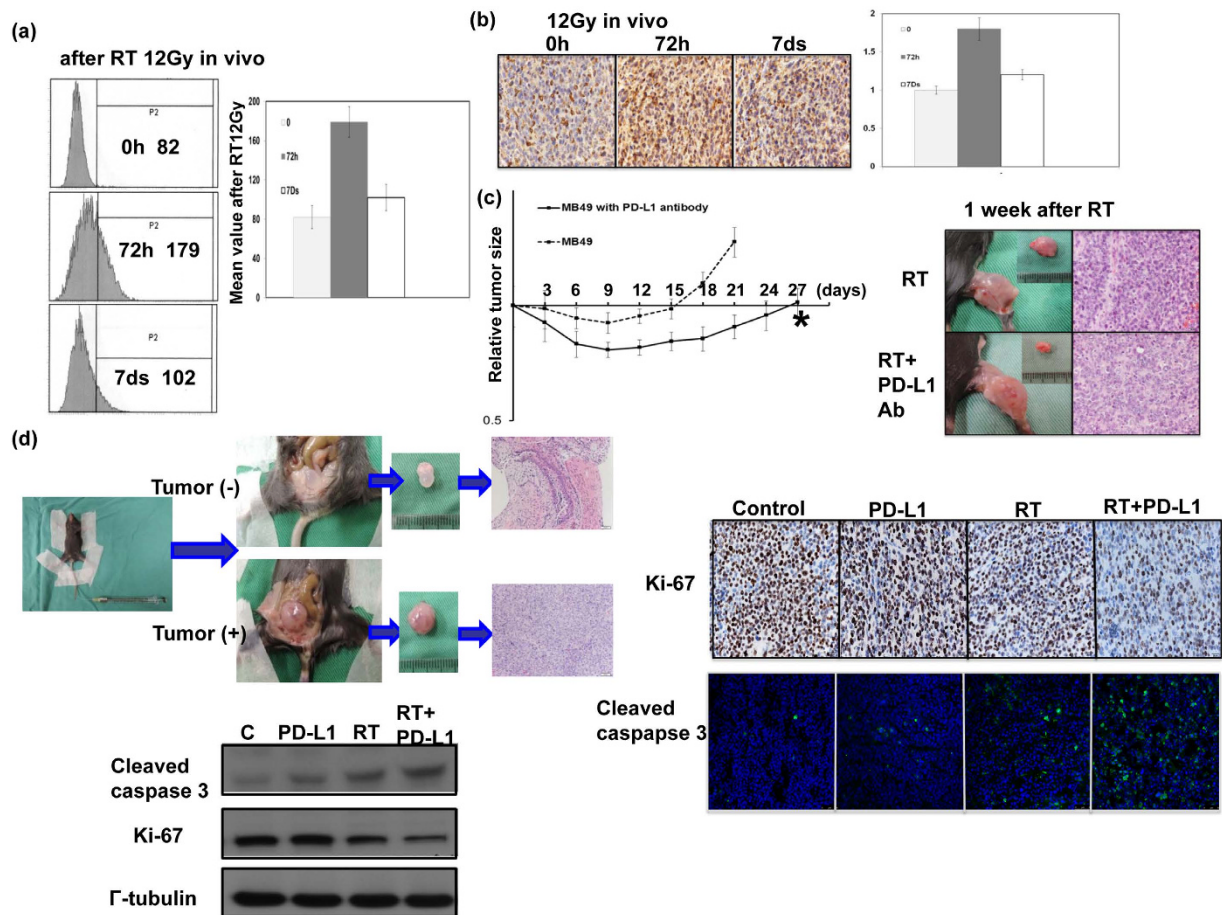 (a)
after RT 12Gy in vivo
P2
0h 82
P2
72h 179
P2
7ds 102
Mean value after RT12Gy
200
160
120
80
40
0
0
72h
7Ds
(b)
12Gy in vivo
0h 72h 7ds
2
1.5
1
0.5
0
0
72h
7Ds
(c)
MB49 with PD-L1 antibody
MB49
Relative tumor size
3 6 9 12 15 18 21 24 27 (days)
*
0.5
1 week after RT
RT
RT+
PD-L1
Ab
(d)
Tumor (-)
Tumor (+)
Control PD-L1 RT RT+PD-L1
Ki-67
Cleaved
caspapse 3
C PD-L1 RT RT+
PD-L1
Cleaved
caspase 3
Ki-67
Γ-tubulin